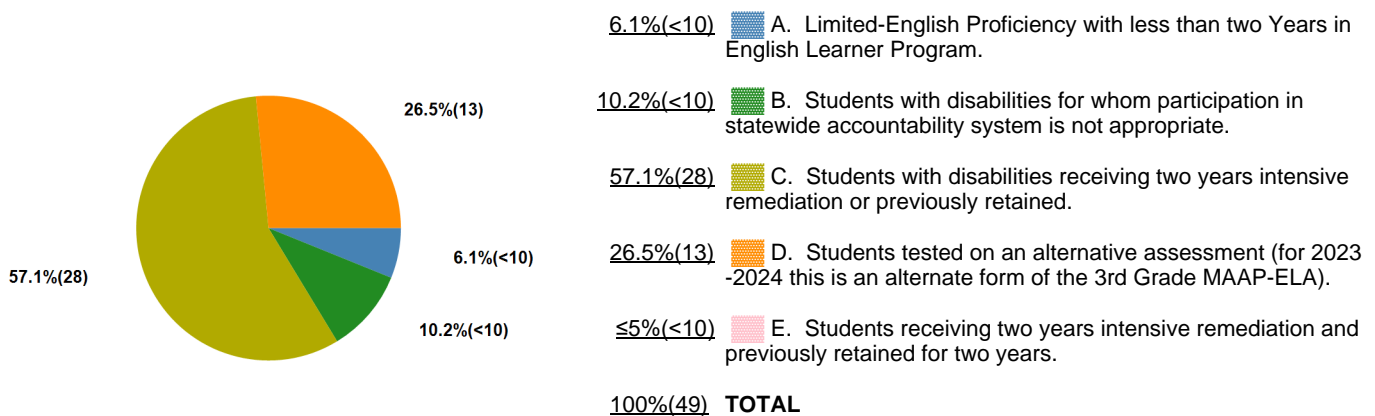 26.5%(13)
57.1%(28)
6.1%(<10)
10.2%(<10)
6.1%(<10) A. Limited-English Proficiency with less than two Years in
English Learner Program.
10.2%(<10) B. Students with disabilities for whom participation in
statewide accountability system is not appropriate.
57.1%(28) C. Students with disabilities receiving two years intensive
remediation or previously retained.
26.5%(13) D. Students tested on an alternative assessment (for 2023
-2024 this is an alternate form of the 3rd Grade MAAP-ELA).
≤5%(<10) E. Students receiving two years intensive remediation and
previously retained for two years.
100%(49) TOTAL